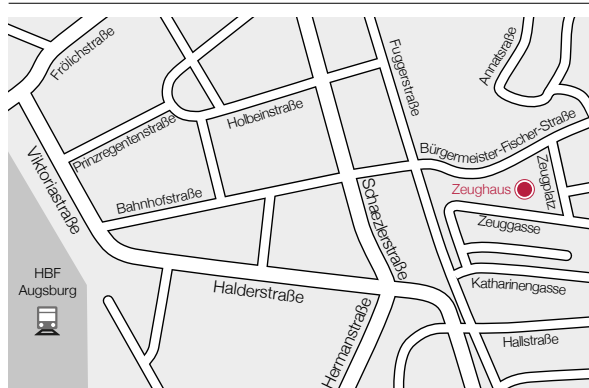 Frölichstraße
Fuggerstraße
Annatsraße
Prinzregentenstraße
Holbeinstraße
Bürgermeister-Fischer-Straße
Viktoriastraße
Bahnhofstraße
Schaezlerstraße
Zeughaus
Zeugplatz
Zeuggasse
HBF
Augsburg
Halderstraße
Katharinengasse
Hermanstraße
Hallstraße